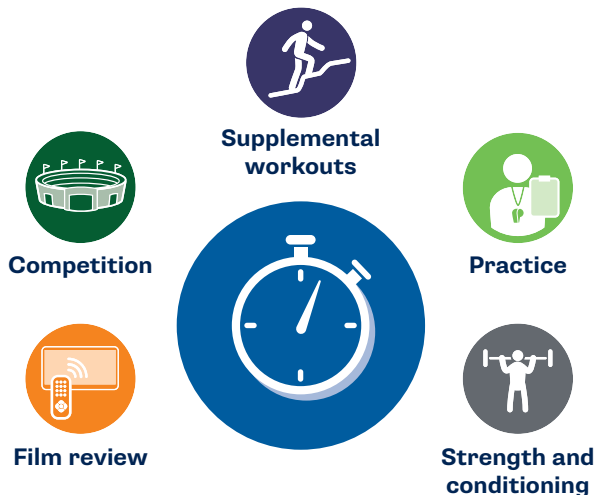 Supplemental
workouts
Competition
Practice
Film review
Strength and
conditioning